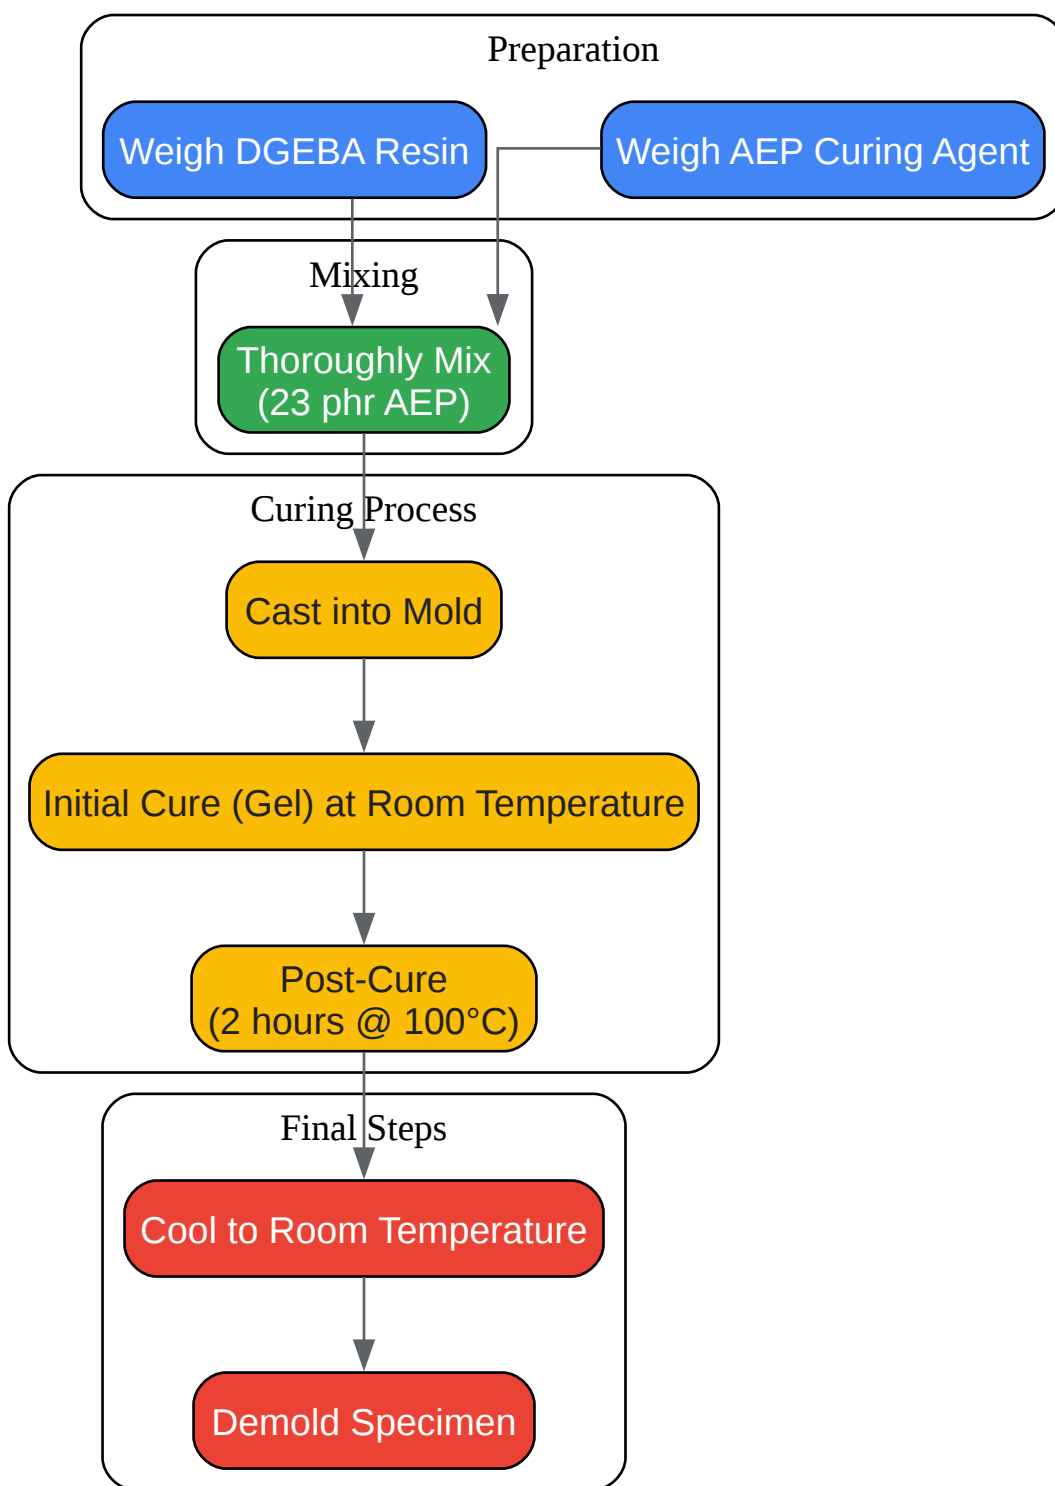 Preparation
Weigh DGEBA Resin
Weigh AEP Curing Agent
Mixing
Thoroughly Mix
(23 phr AEP)
Curing Process
Cast into Mold
Initial Cure (Gel) at Room Temperature
Post-Cure
(2 hours @ 100°C)
Final Steps
Cool to Room Temperature
Demold Specimen